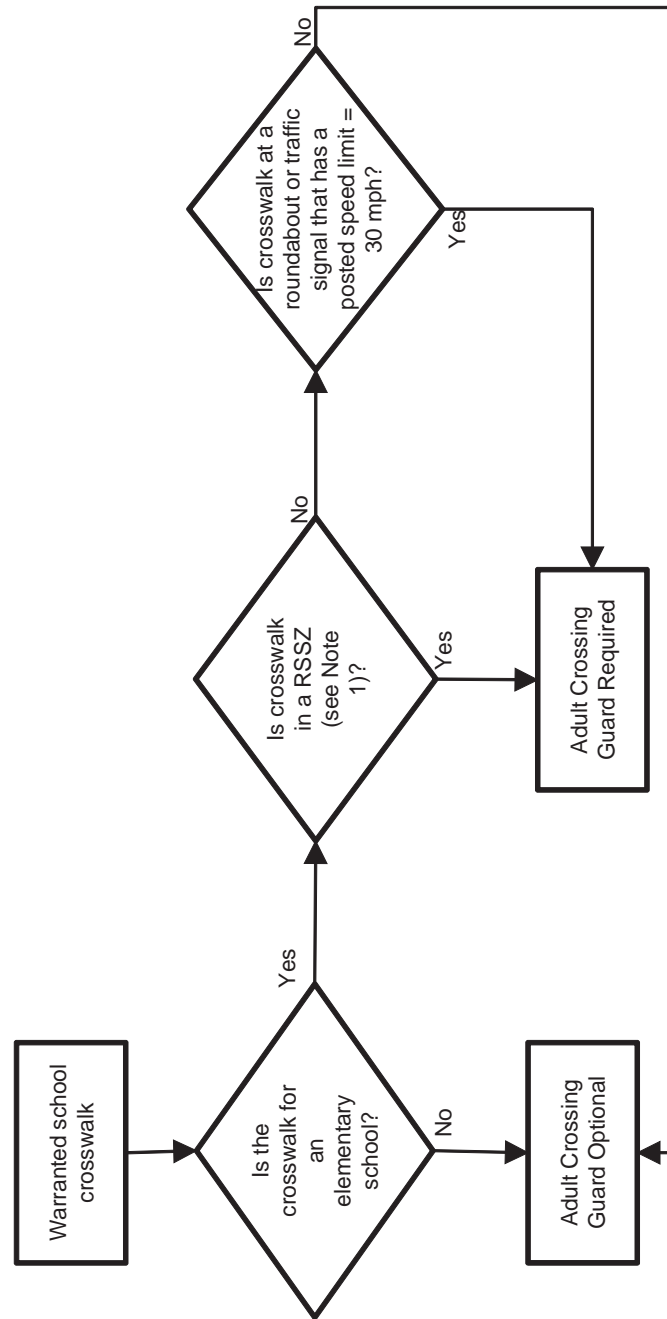 Warranted school
crosswalk
Is the
crosswalk for
an
elementary
school?
Yes
No
Adult Crossing
Guard Optional
Is crosswalk
in a RSSZ
(see Note
1)?
No
Yes
Adult Crossing
Guard Required
Is crosswalk at a
roundabout or traffic
signal that has a
posted speed limit =
30 mph?
No
Yes